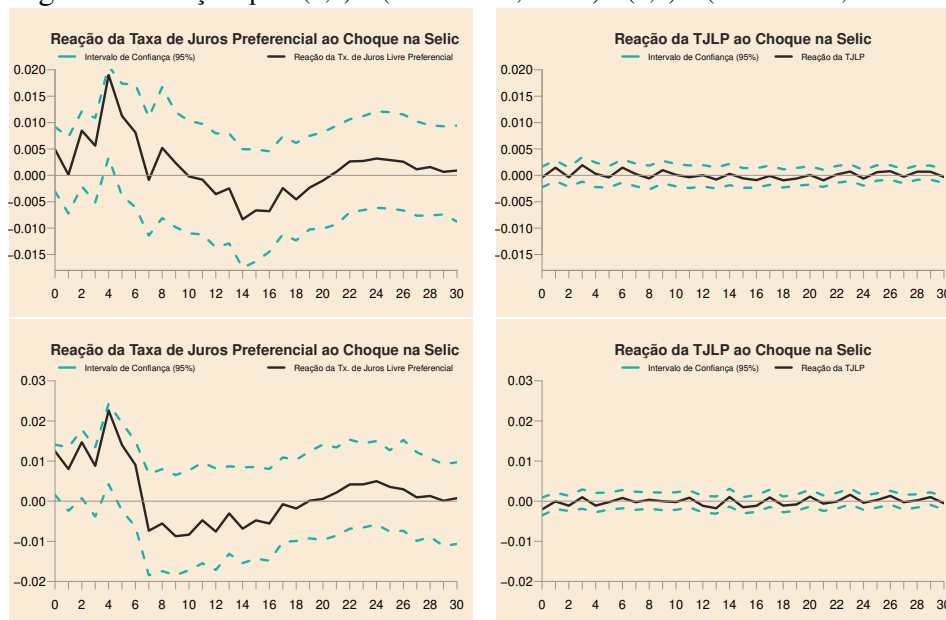 Reação da Taxa de Juros Preferencial ao Choque na Selic
Intervalo de Confiança (95%) Reação da Tx. de Juros Livre Preferencial
0.020
0.015
0.010
0.005
0.000
−0.005
−0.010
−0.015
0 2 4 6 8 10 12 14 16 18 20 22 24 26 28 30
Reação da TJLP ao Choque na Selic
Intervalo de Confiança (95%) Reação da TJLP
0.020
0.015
0.010
0.005
0.000
−0.005
−0.010
−0.015
0 2 4 6 8 10 12 14 16 18 20 22 24 26 28 30
Reação da Taxa de Juros Preferencial ao Choque na Selic
Intervalo de Confiança (95%) Reação da Tx. de Juros Livre Preferencial
0.03
0.02
0.01
0.00
−0.01
−0.02
0 2 4 6 8 10 12 14 16 18 20 22 24 26 28 30
Reação da TJLP ao Choque na Selic
Intervalo de Confiança (95%) Reação da TJLP
0.03
0.02
0.01
0.00
−0.01
−0.02
0 2 4 6 8 10 12 14 16 18 20 22 24 26 28 30